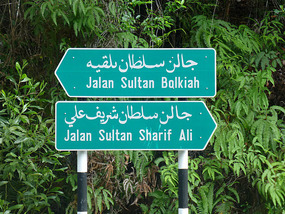 جالن سلطان بلقيه
Jalan Sultan Bolkiah
جالن سلطان شريف علي
Jalan Sultan Sharif Ali